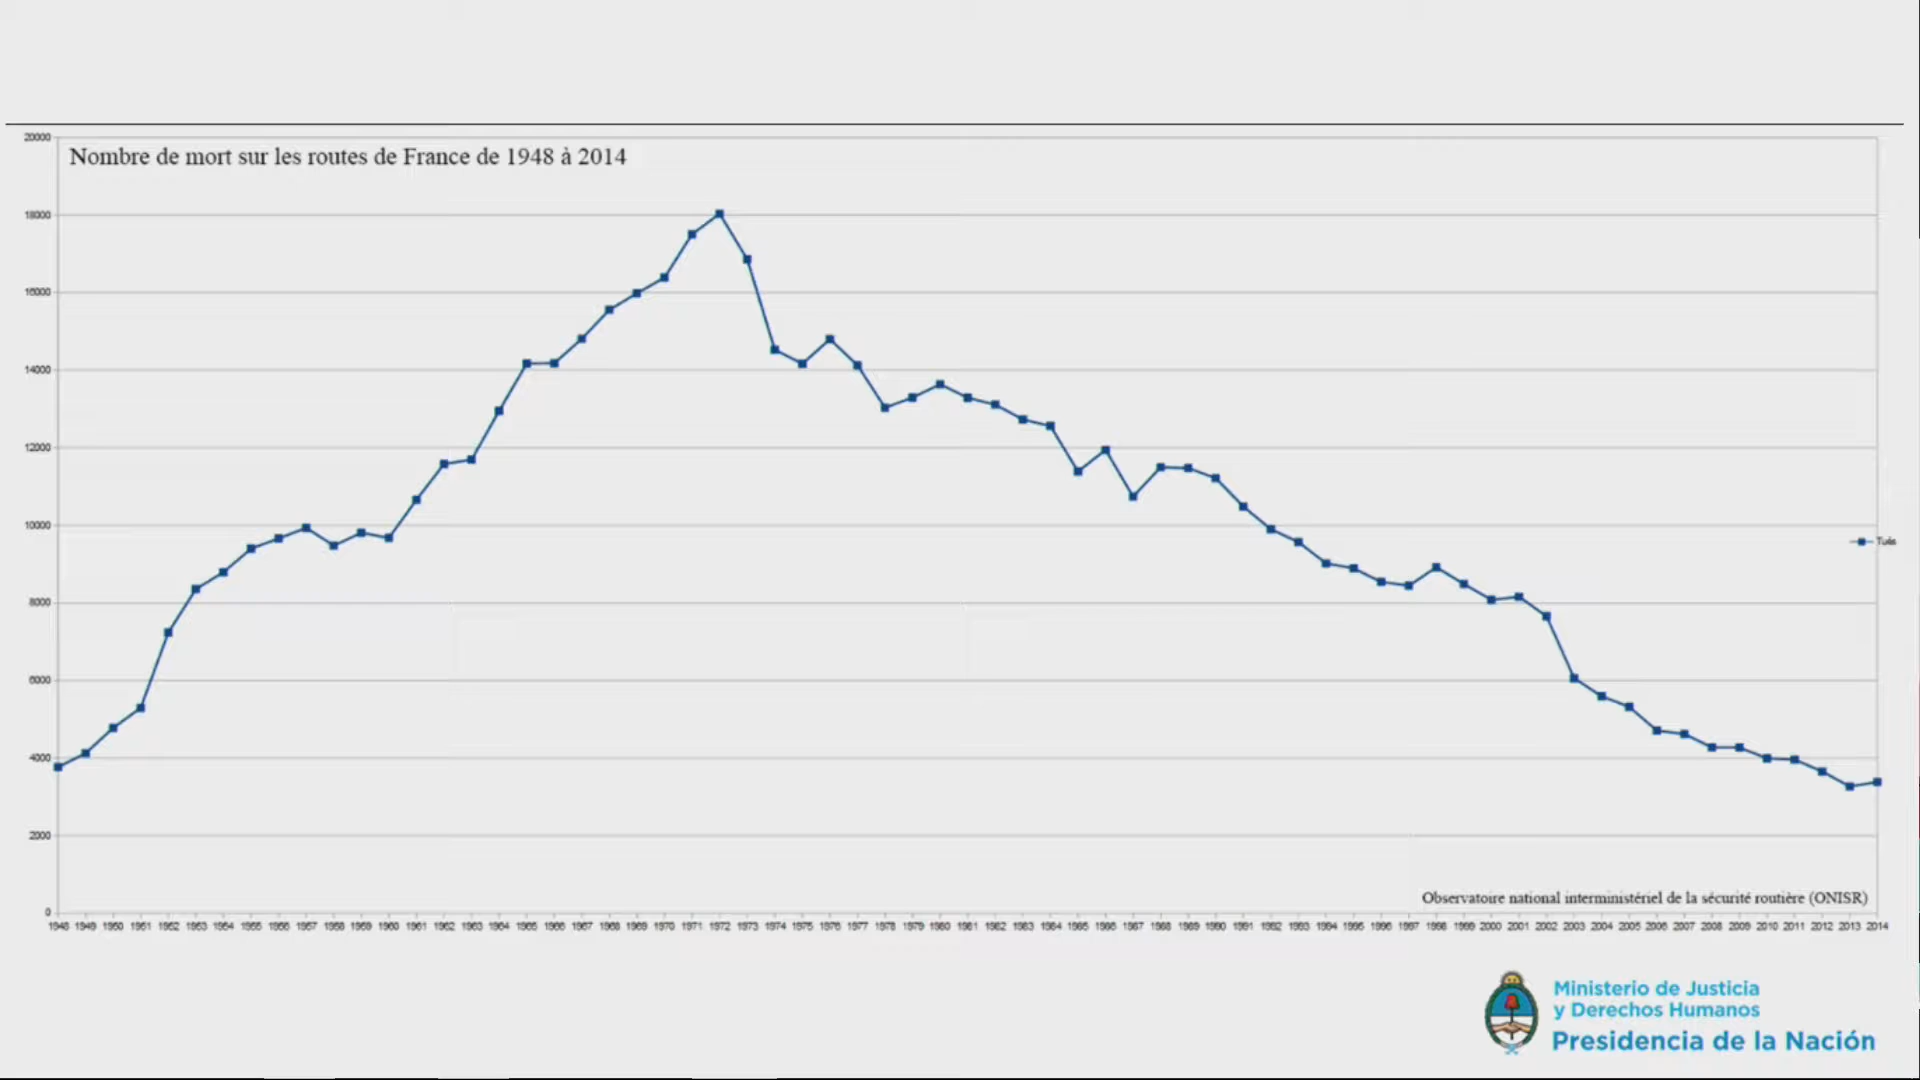 Nombre de mort sur les routes de France de 1948 à 2014
20000
18000
16000
14000
12000
10000
8000
6000
4000
2000
0
Tués
Observatoire national interministériel de la sécurité routière (ONISR)
1948 1949 1950 1951 1952 1953 1954 1955 1956 1957 1958 1959 1960 1961 1962 1963 1964 1965 1966 1967 1968 1969 1970 1971 1972 1973 1974 1975 1976 1977 1978 1979 1980 1981 1982 1983 1984 1985 1986 1987 1988 1989 1990 1991 1992 1993 1994 1995 1996 1997 1998 1999 2000 2001 2002 2003 2004 2005 2006 2007 2008 2009 2010 2011 2012 2013 2014
Ministerio de Justicia
y Derechos Humanos
Presidencia de la Nación